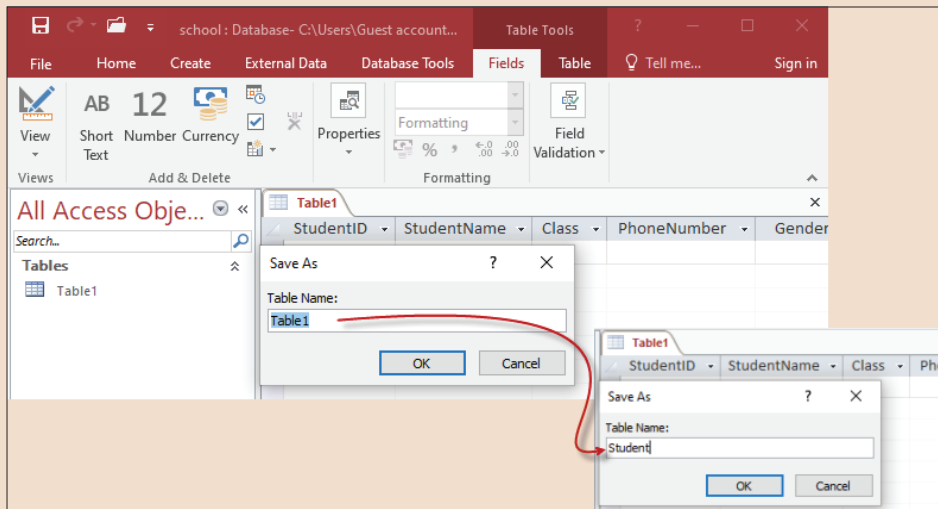 school : Database- C:\Users\Guest account... Table Tools ?
File Home Create External Data Database Tools Fields Table Tell me... Sign in
View
Views
AB
Short
Text
12
Number
Currency
Add & Delete
Properties
Formatting
% , .00 .00
Field
Validation
Formatting
All Access Obje... «
Search...
Tables
Table1
Table1 ×
StudentID StudentName Class PhoneNumber Gender
Save As ? ×
Table Name:
Table1
OK Cancel
Table1
StudentID StudentName Class Ph
Save As ? ×
Table Name:
Student
OK Cancel